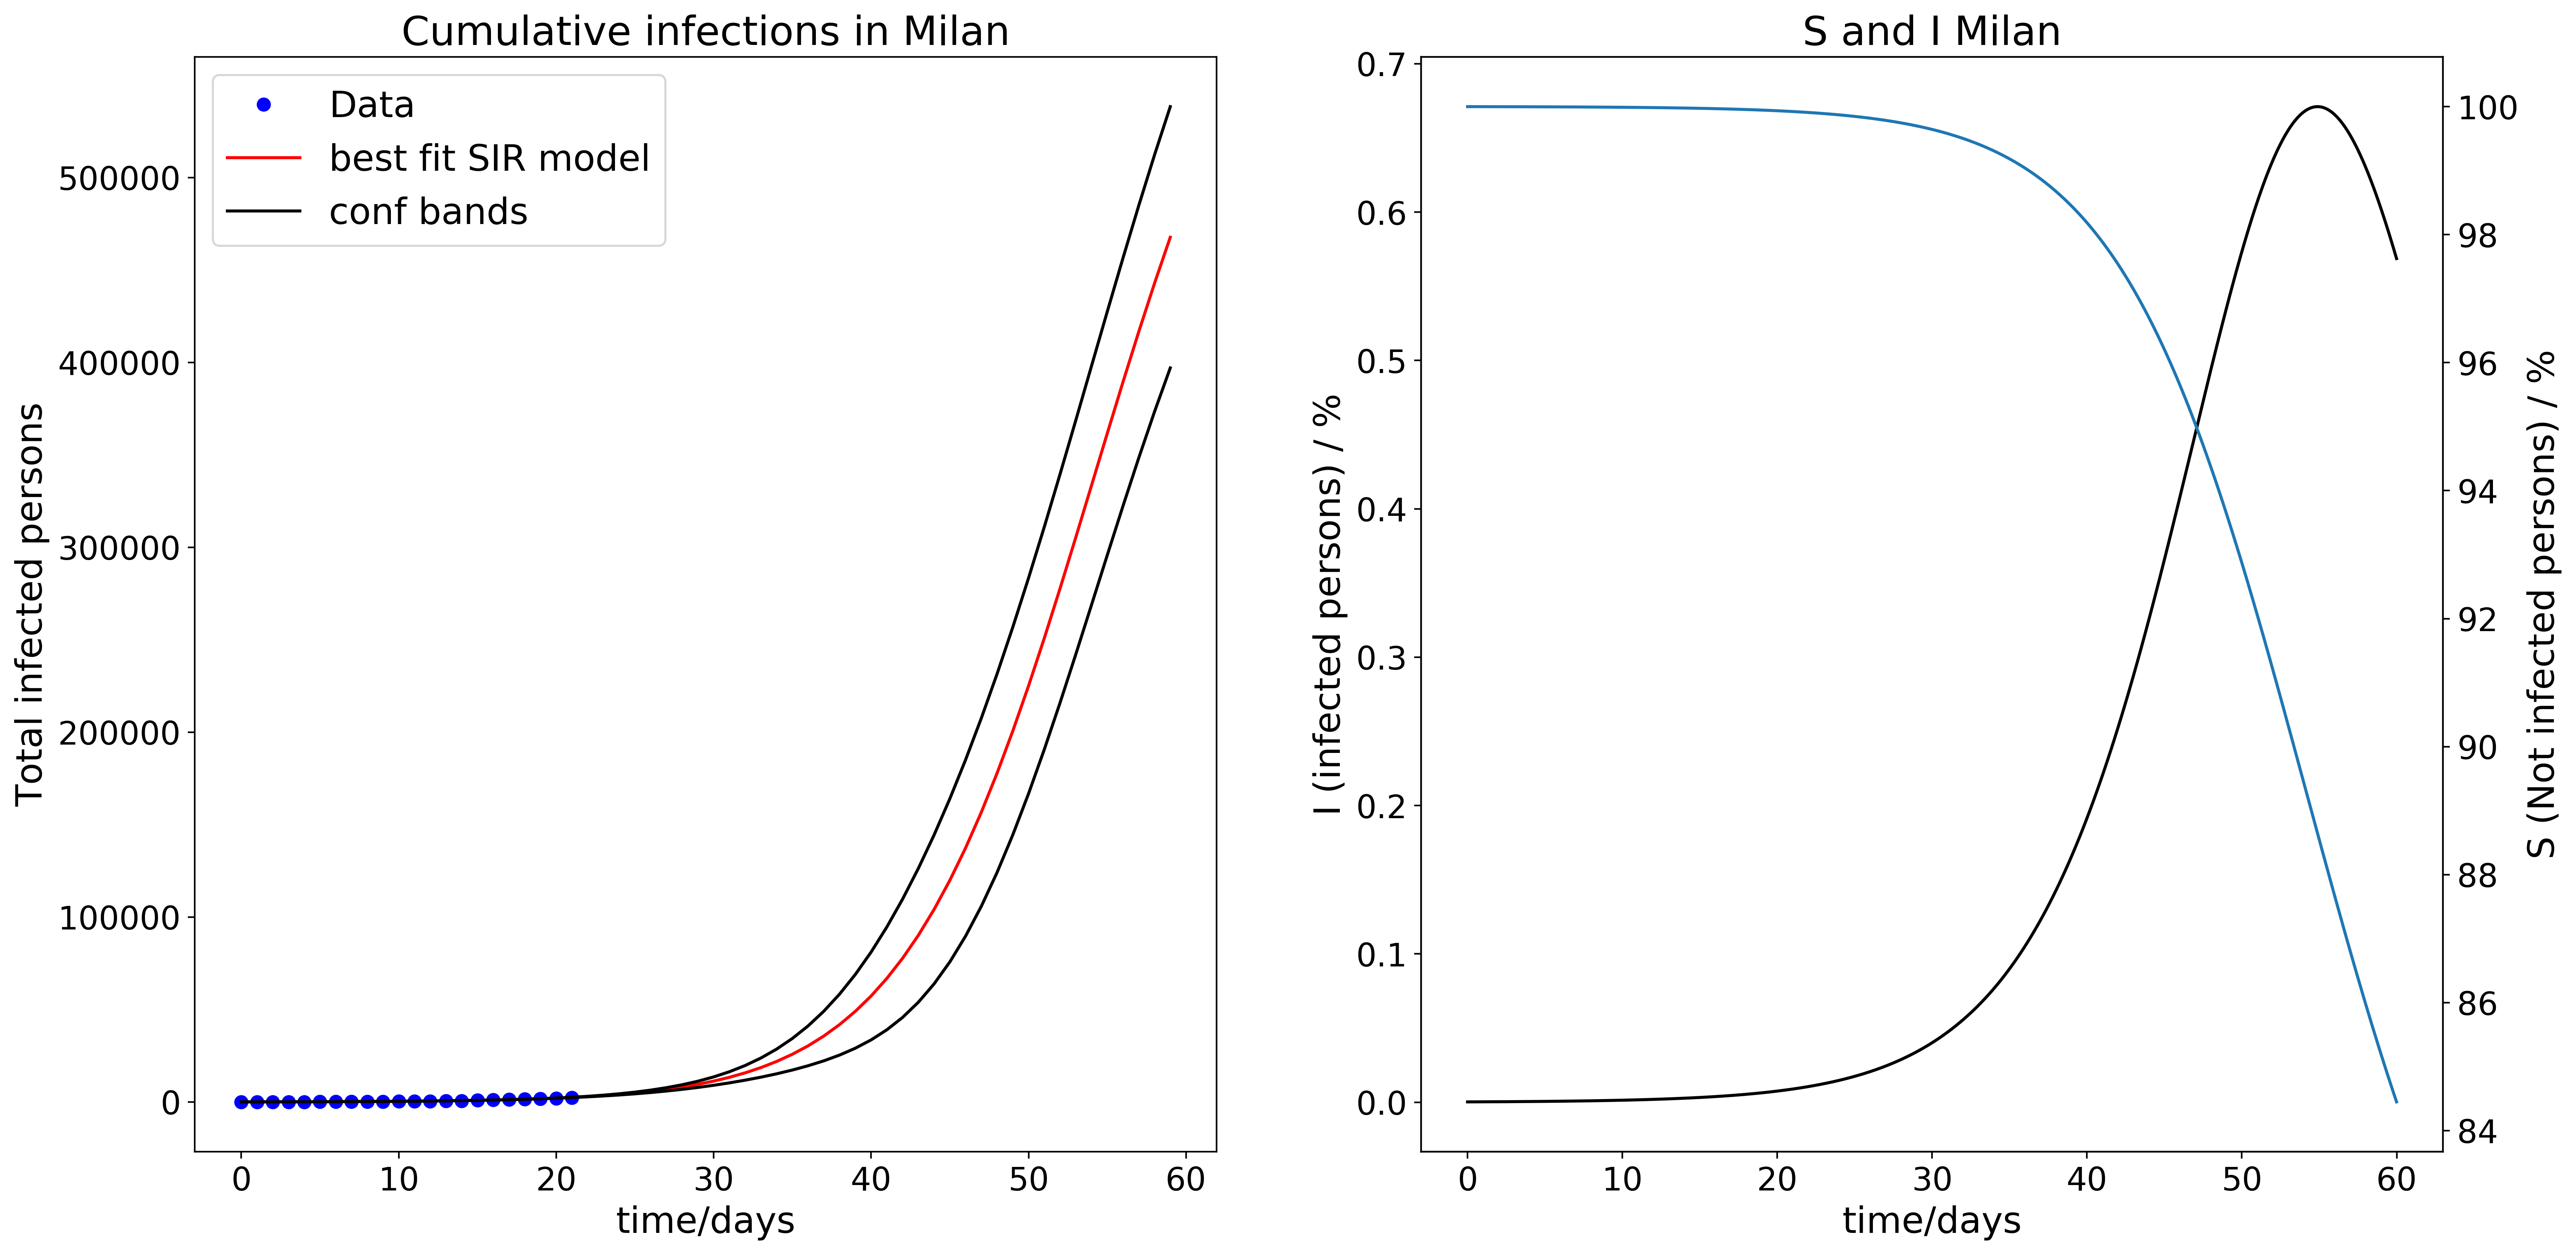 Cumulative infections in Milan
Data
best fit SIR model
conf bands
Total infected persons
500000
400000
300000
200000
100000
0
0 10 20 30 40 50 60
time/days
S and I Milan
I (infected persons) / %
0.7
0.6
0.5
0.4
0.3
0.2
0.1
0.0
100
98
96
94
92
90
88
86
84
S (Not infected persons) / %
0 10 20 30 40 50 60
time/days